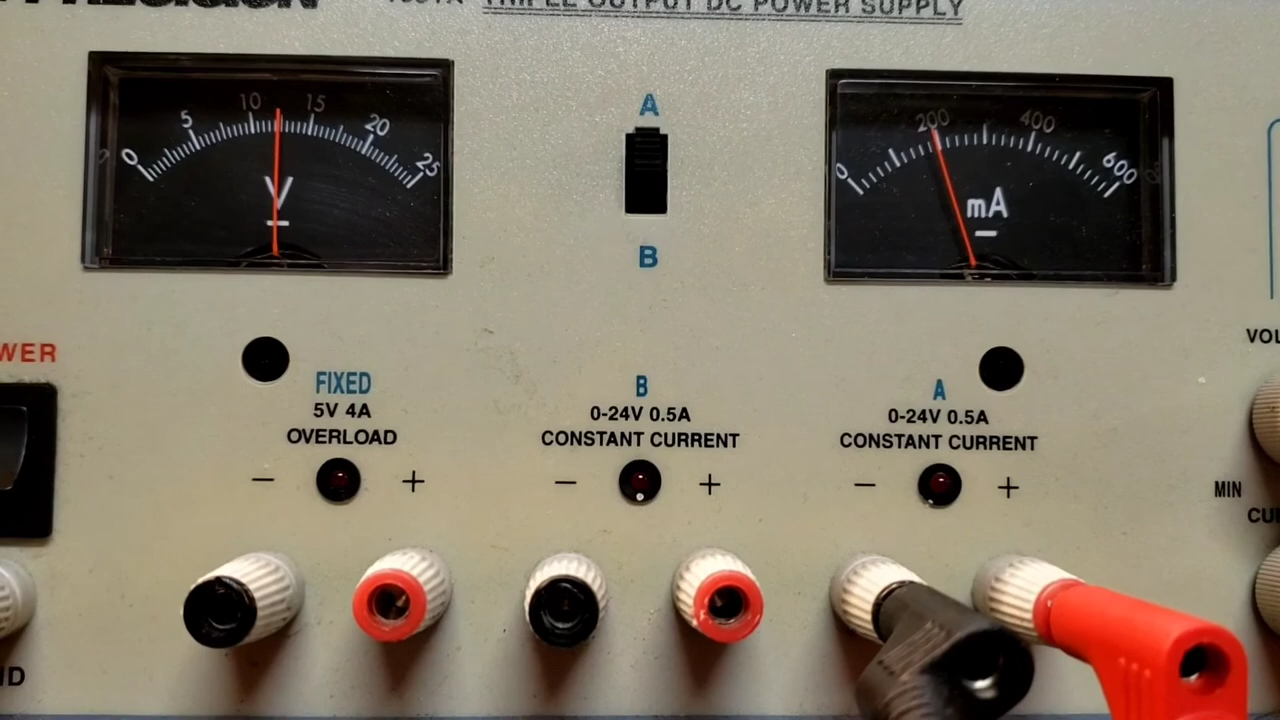 PRECISION
TRIPLE OUTPUT DC POWER SUPPLY
0 5 10 15 20 25
V
A
B
0 200 400 600
mA
WER
FIXED
5V 4A
OVERLOAD
− +
B
0-24V 0.5A
CONSTANT CURRENT
− +
A
0-24V 0.5A
CONSTANT CURRENT
− +
VOL
MIN
CU
ND